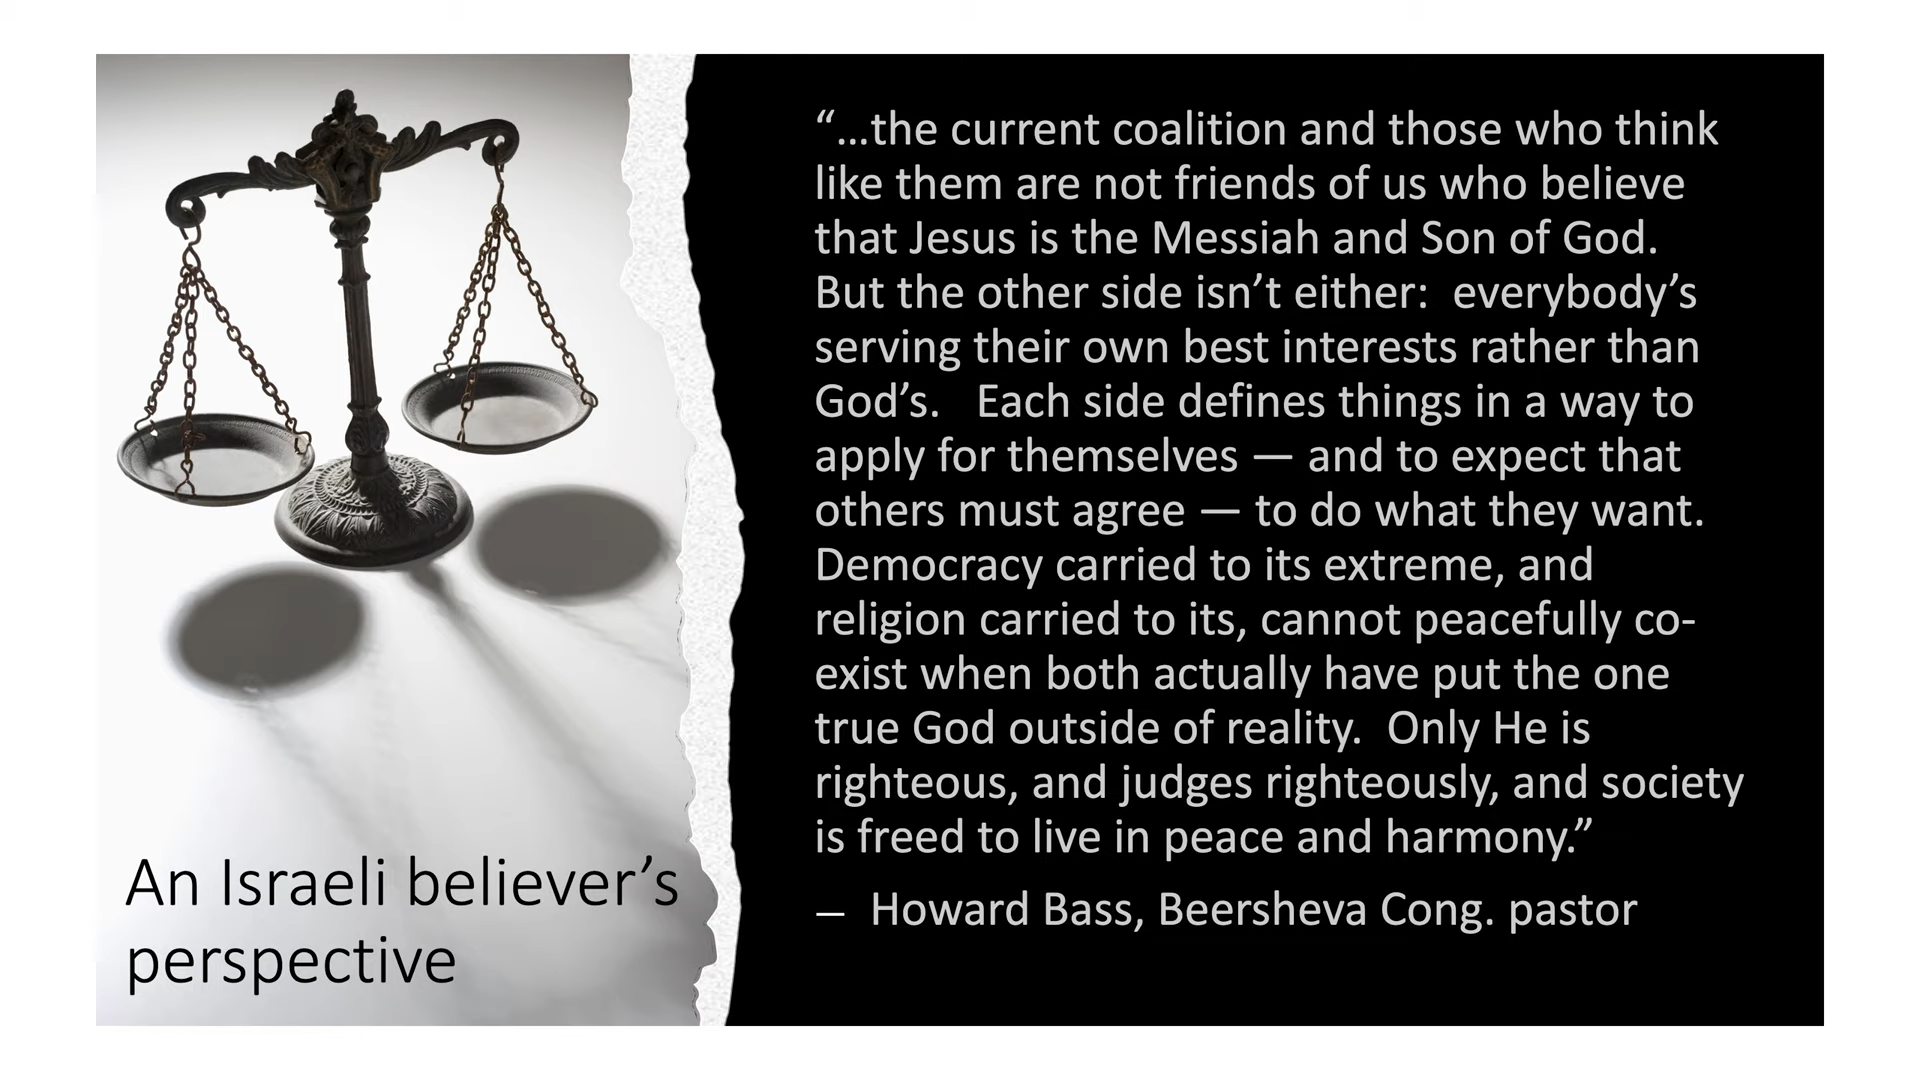 An Israeli believer’s
perspective
“…the current coalition and those who think
like them are not friends of us who believe
that Jesus is the Messiah and Son of God.
But the other side isn’t either:  everybody’s
serving their own best interests rather than
God’s.   Each side defines things in a way to
apply for themselves — and to expect that
others must agree — to do what they want.
Democracy carried to its extreme, and
religion carried to its, cannot peacefully co-
exist when both actually have put the one
true God outside of reality.  Only He is
righteous, and judges righteously, and society
is freed to live in peace and harmony.”
– Howard Bass, Beersheva Cong. pastor